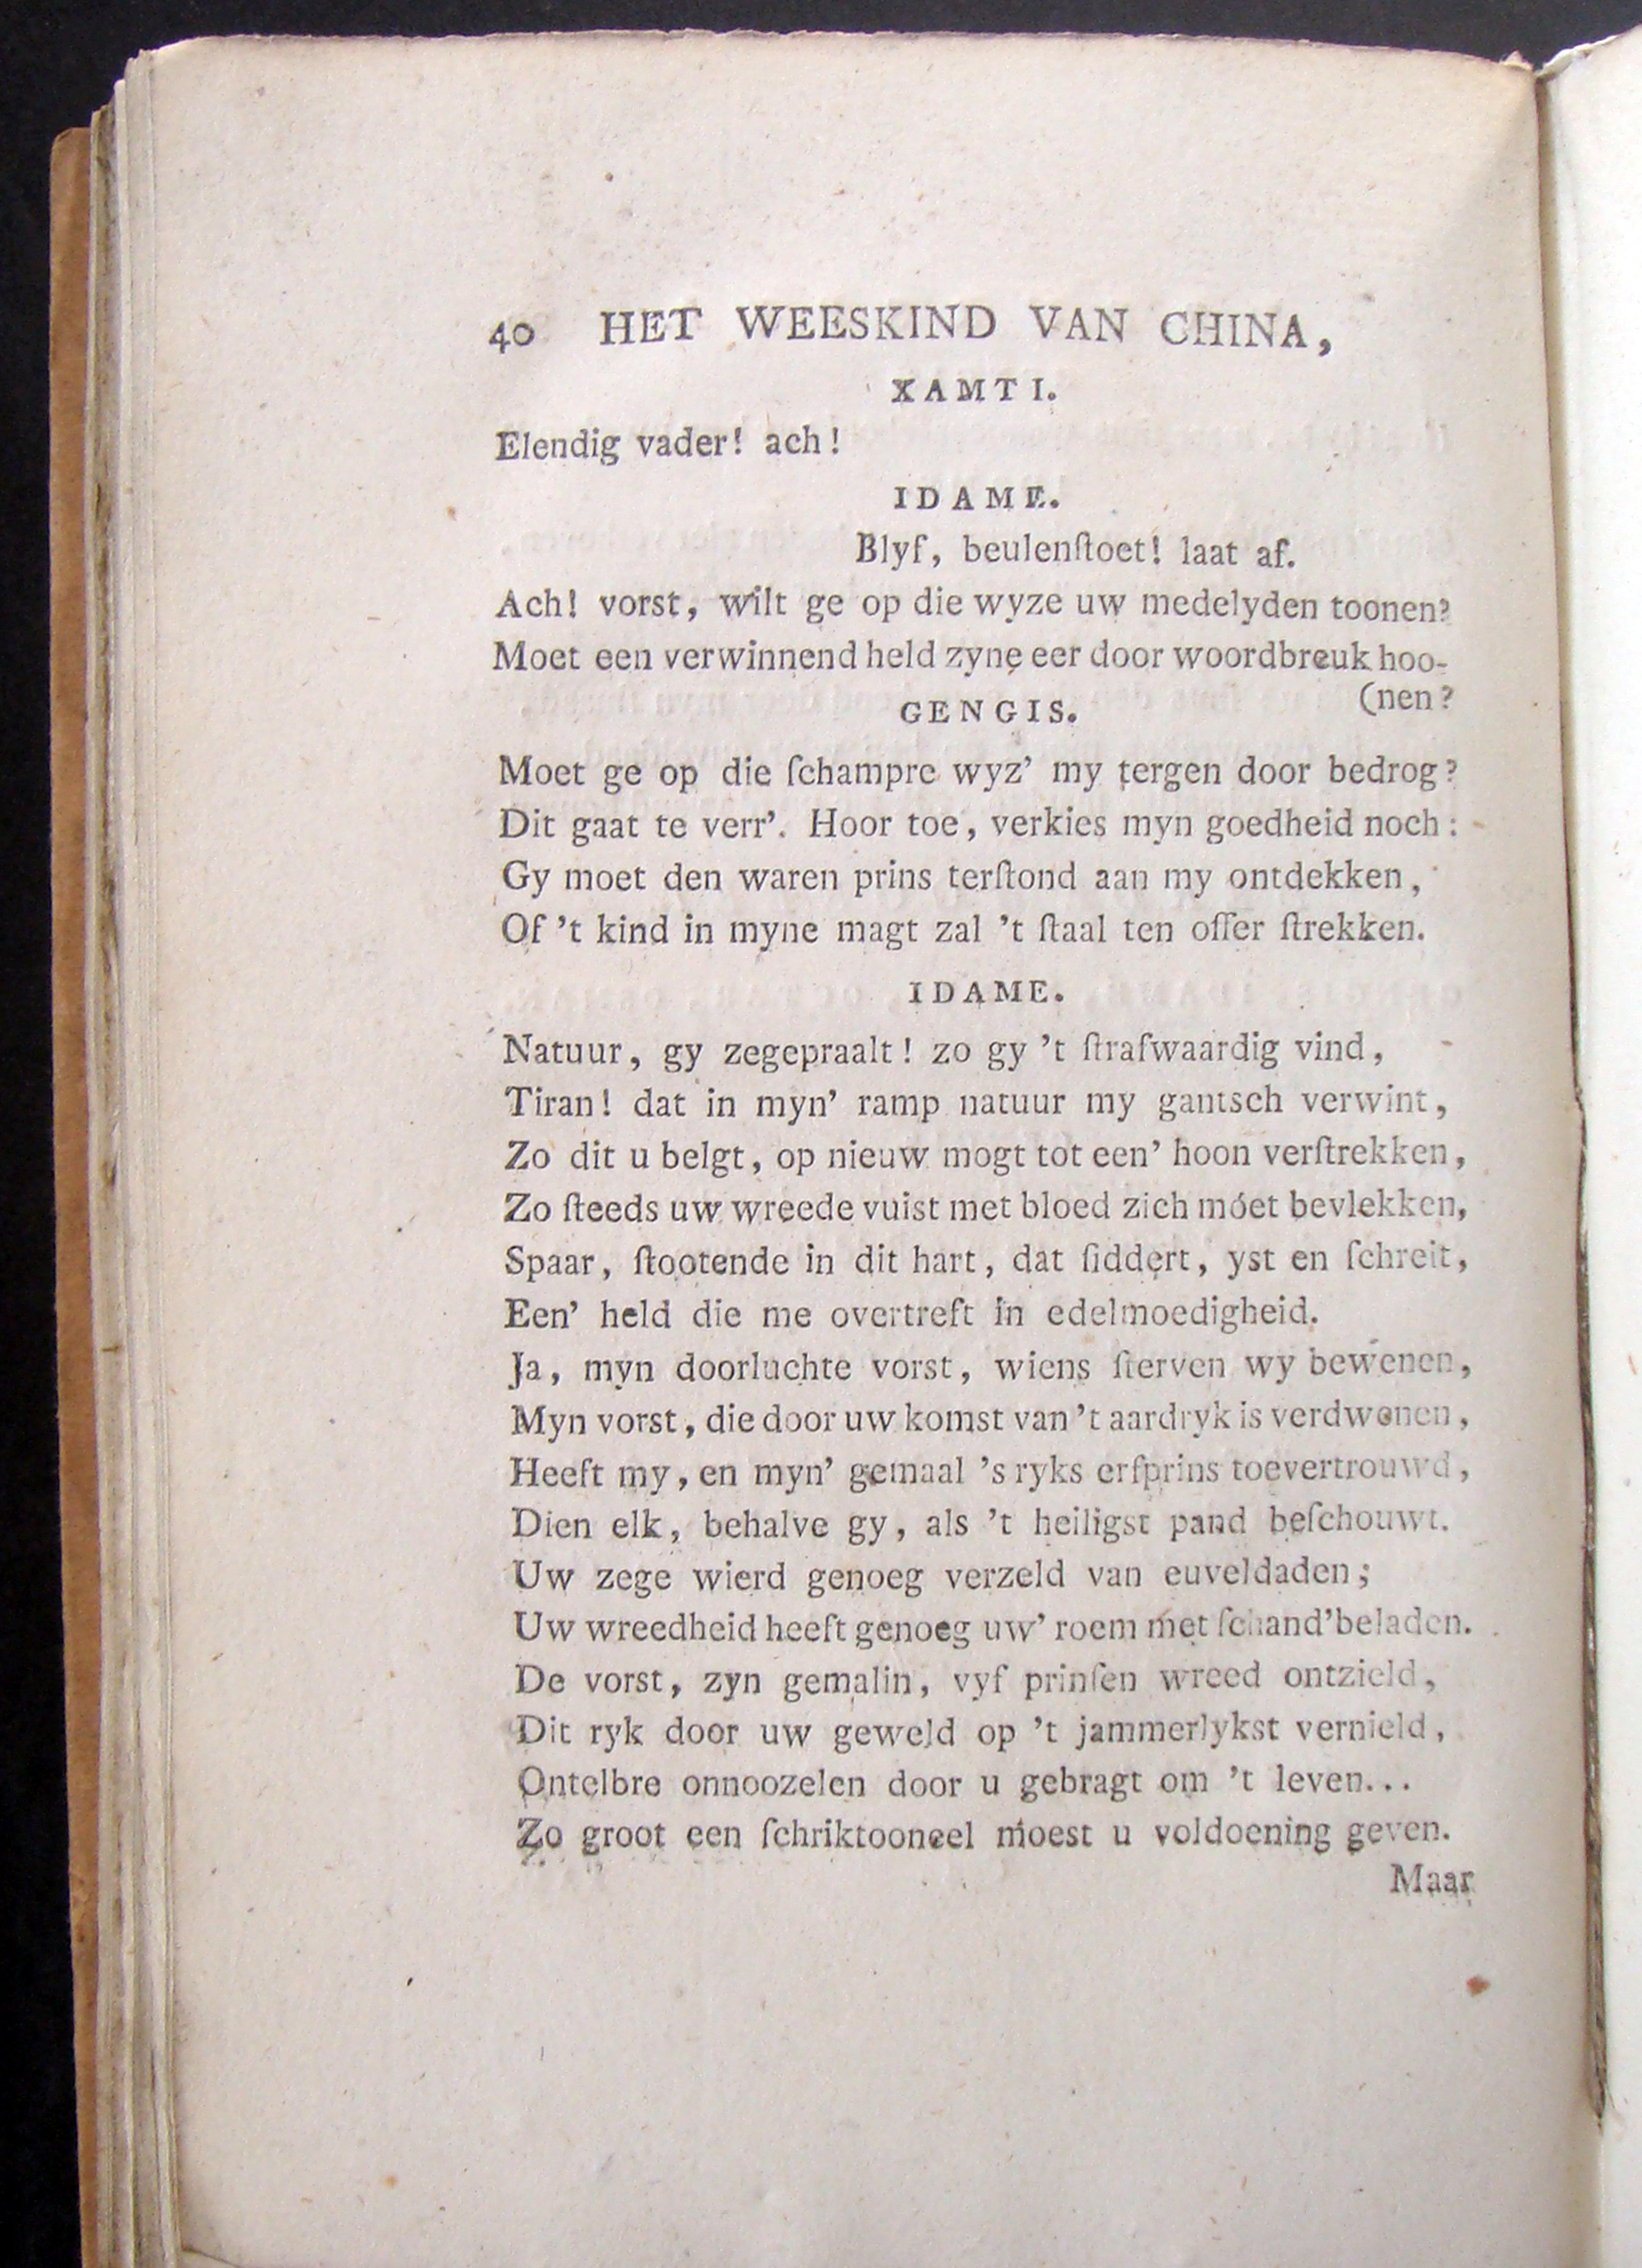 40 HET WEESKIND VAN CHINA,
XAMTI.
Elendig vader! ach!
IDAME.
Blyf, beulenſtoet! laat af.
Ach! vorst, wilt ge op die wyze uw medelyden toonen?
Moet een verwinnend held zyne eer door woordbreuk hoo-
(nen?
GENGIS.
Moet ge op die ſchampre wyz' my tergen door bedrog?
Dit gaat te verr'. Hoor toe, verkies myn goedheid noch:
Gy moet den waren prins terſtond aan my ontdekken,
Of 't kind in myne magt zal 't ſtaal ten offer ſtrekken.
IDAME.
Natuur, gy zegepraalt! zo gy 't ſtrafwaardig vind,
Tiran! dat in myn' ramp natuur my gantsch verwint,
Zo dit u belgt, op nieuw mogt tot een' hoon verſtrekken,
Zo ſteeds uw wreede vuist met bloed zich móet bevlekken,
Spaar, ſtootende in dit hart, dat ſiddert, yst en ſchreit,
Een' held die me overtreft in edelmoedigheid.
Ja, myn doorluchte vorst, wiens ſterven wy bewenen,
Myn vorst, die door uw komst van 't aardryk is verdwenen,
Heeft my, en myn' gemaal 's ryks erfprins toevertrouwd,
Dien elk, behalve gy, als 't heiligst pand beſchouwt.
Uw zege wierd genoeg verzeld van euveldaden;
Uw wreedheid heeft genoeg uw' roem met ſchand' beladen.
De vorst, zyn gemalin, vyf prinſen wreed ontzield,
Dit ryk door uw geweld op 't jammerlykst vernield,
Ontelbre onnoozelen door u gebragt om 't leven...
Zo groot een ſchriktooneel moest u voldoening geven.
Maar